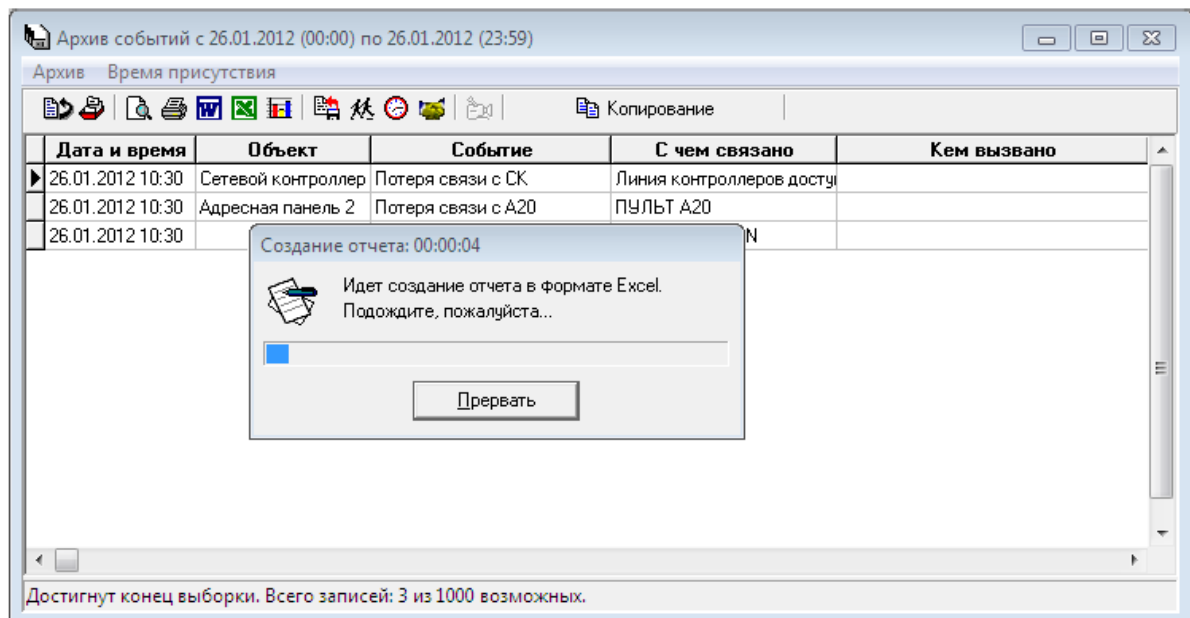 Архив событий с 26.01.2012 (00:00) по 26.01.2012 (23:59)
Архив Время присутствия
Копирование
Дата и время Объект Событие С чем связано Кем вызвано
26.01.2012 10:30 Сетевой контроллер Потеря связи с СК Линия контроллеров досту
26.01.2012 10:30 Адресная панель 2 Потеря связи с А20 ПУЛЬТ А20
26.01.2012 10:30 N
Создание отчета: 00:00:04
Идет создание отчета в формате Excel.
Подождите, пожалуйста...
Прервать
Достигнут конец выборки. Всего записей: 3 из 1000 возможных.